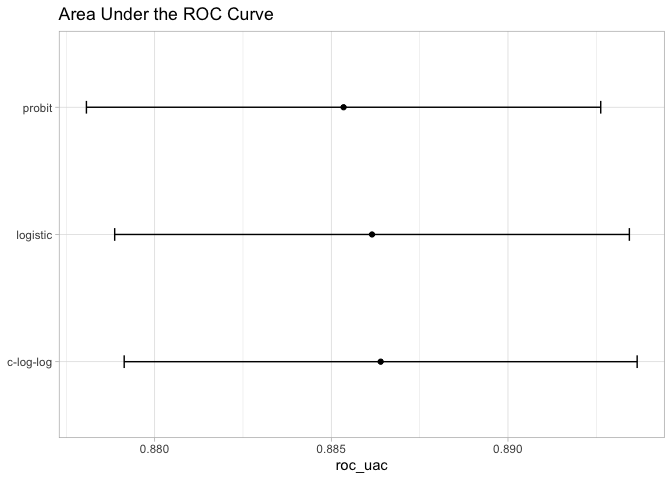 Area Under the ROC Curve
probit
logistic
c-log-log
0.880 0.885 0.890
roc_uac